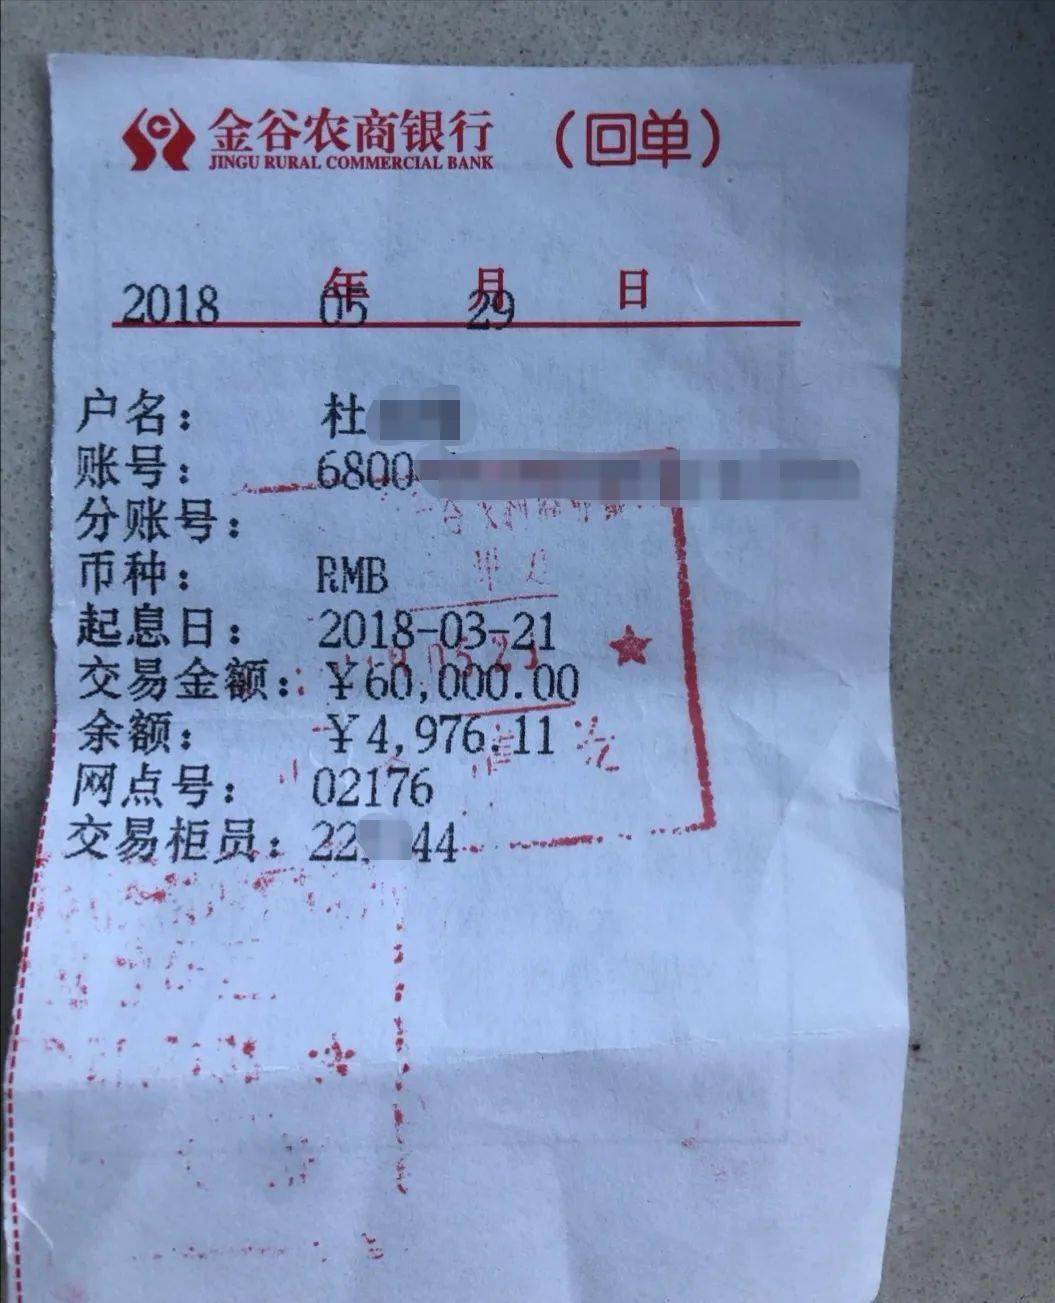 金谷农商银行 （回单）
JINGU RURAL COMMERCIAL BANK
年 月 日
2018 05 29
户名： 杜
账号： 6800
分账号：
币种： RMB
起息日： 2018-03-21
交易金额： ￥60,000.00
余额： ￥4,976.11
网点号： 02176
交易柜员： 22 44